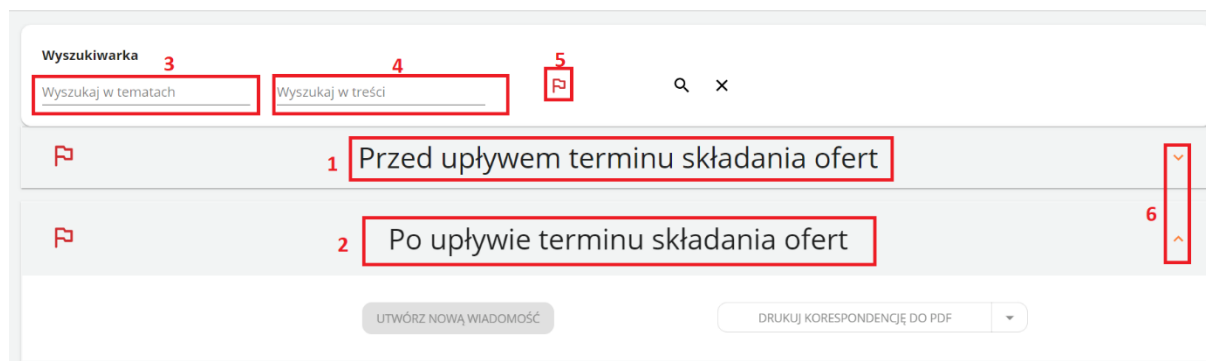 Wyszukiwarka
3 4 5
Wyszukaj w tematach Wyszukaj w treści
1 Przed upływem terminu składania ofert
6
2 Po upływie terminu składania ofert
UTWÓRZ NOWĄ WIADOMOŚĆ DRUKUJ KORESPONDENCJĘ DO PDF